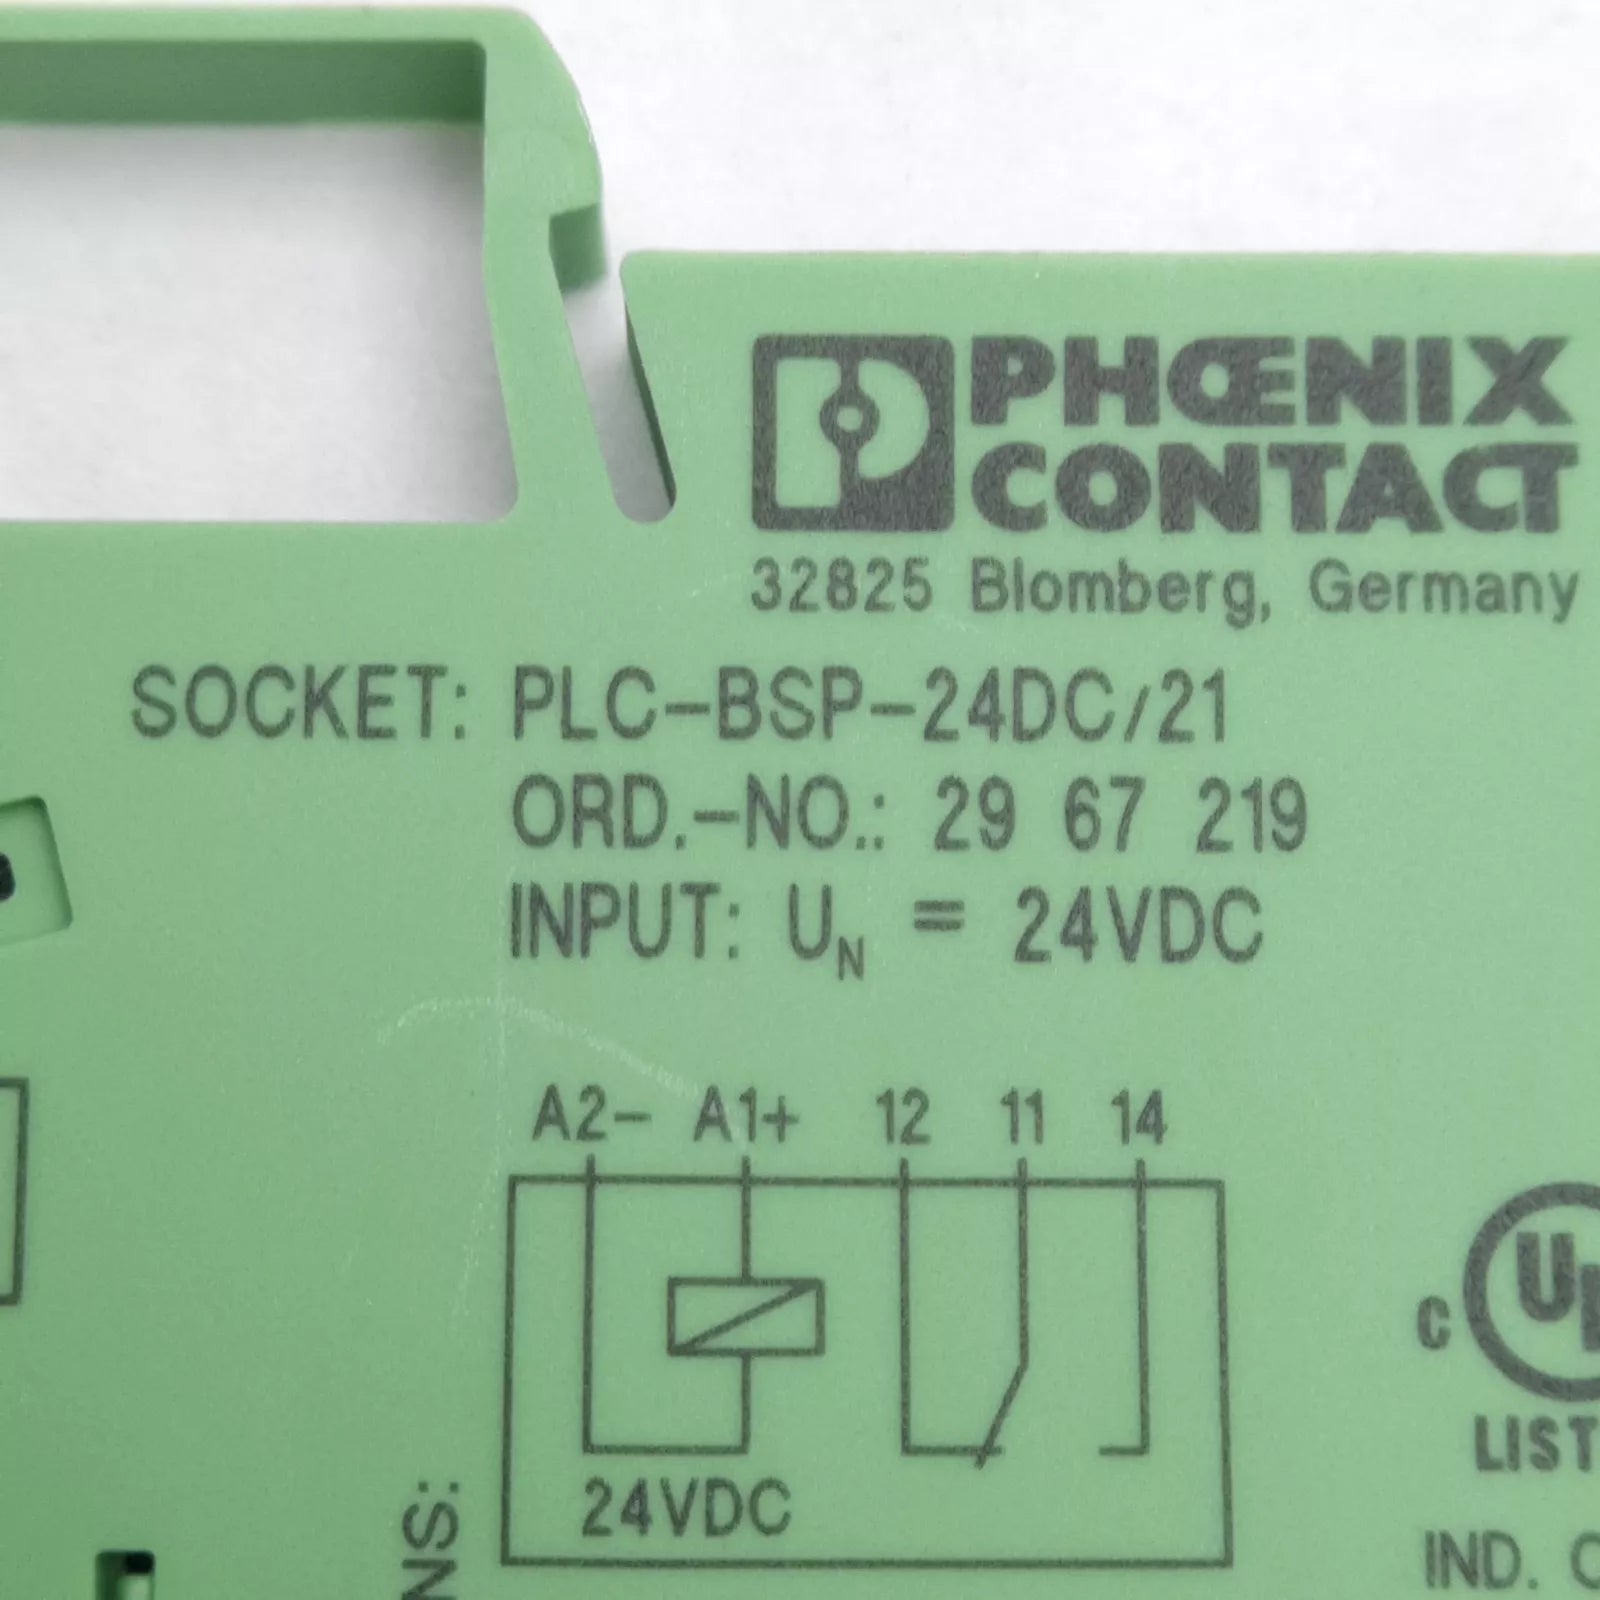 PHŒNIX
CONTACT
32825 Blomberg, Germany
SOCKET: PLC-BSP-24DC/21
ORD.-NO.: 29 67 219
INPUT: UN = 24VDC
A2- A1+ 12 11 14
24VDC
C
IND.